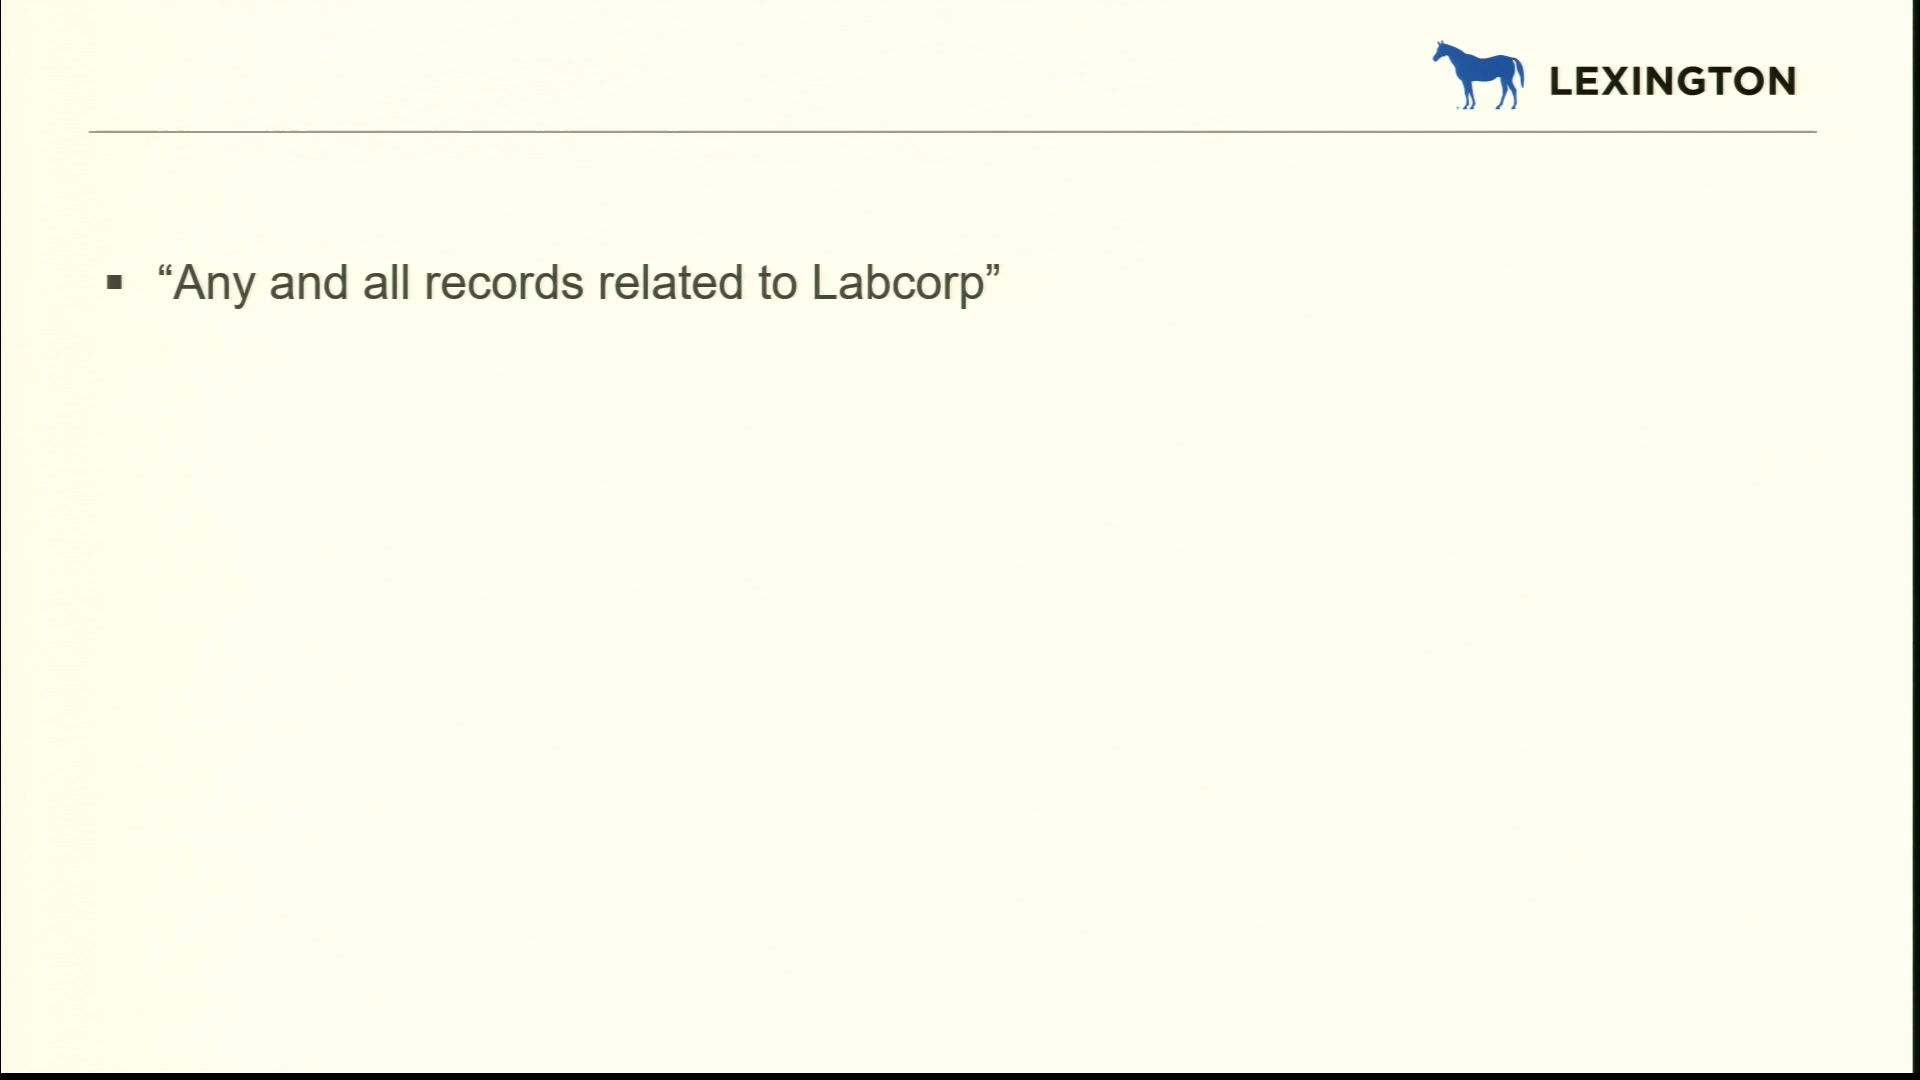 LEXINGTON
▪ “Any and all records related to Labcorp”